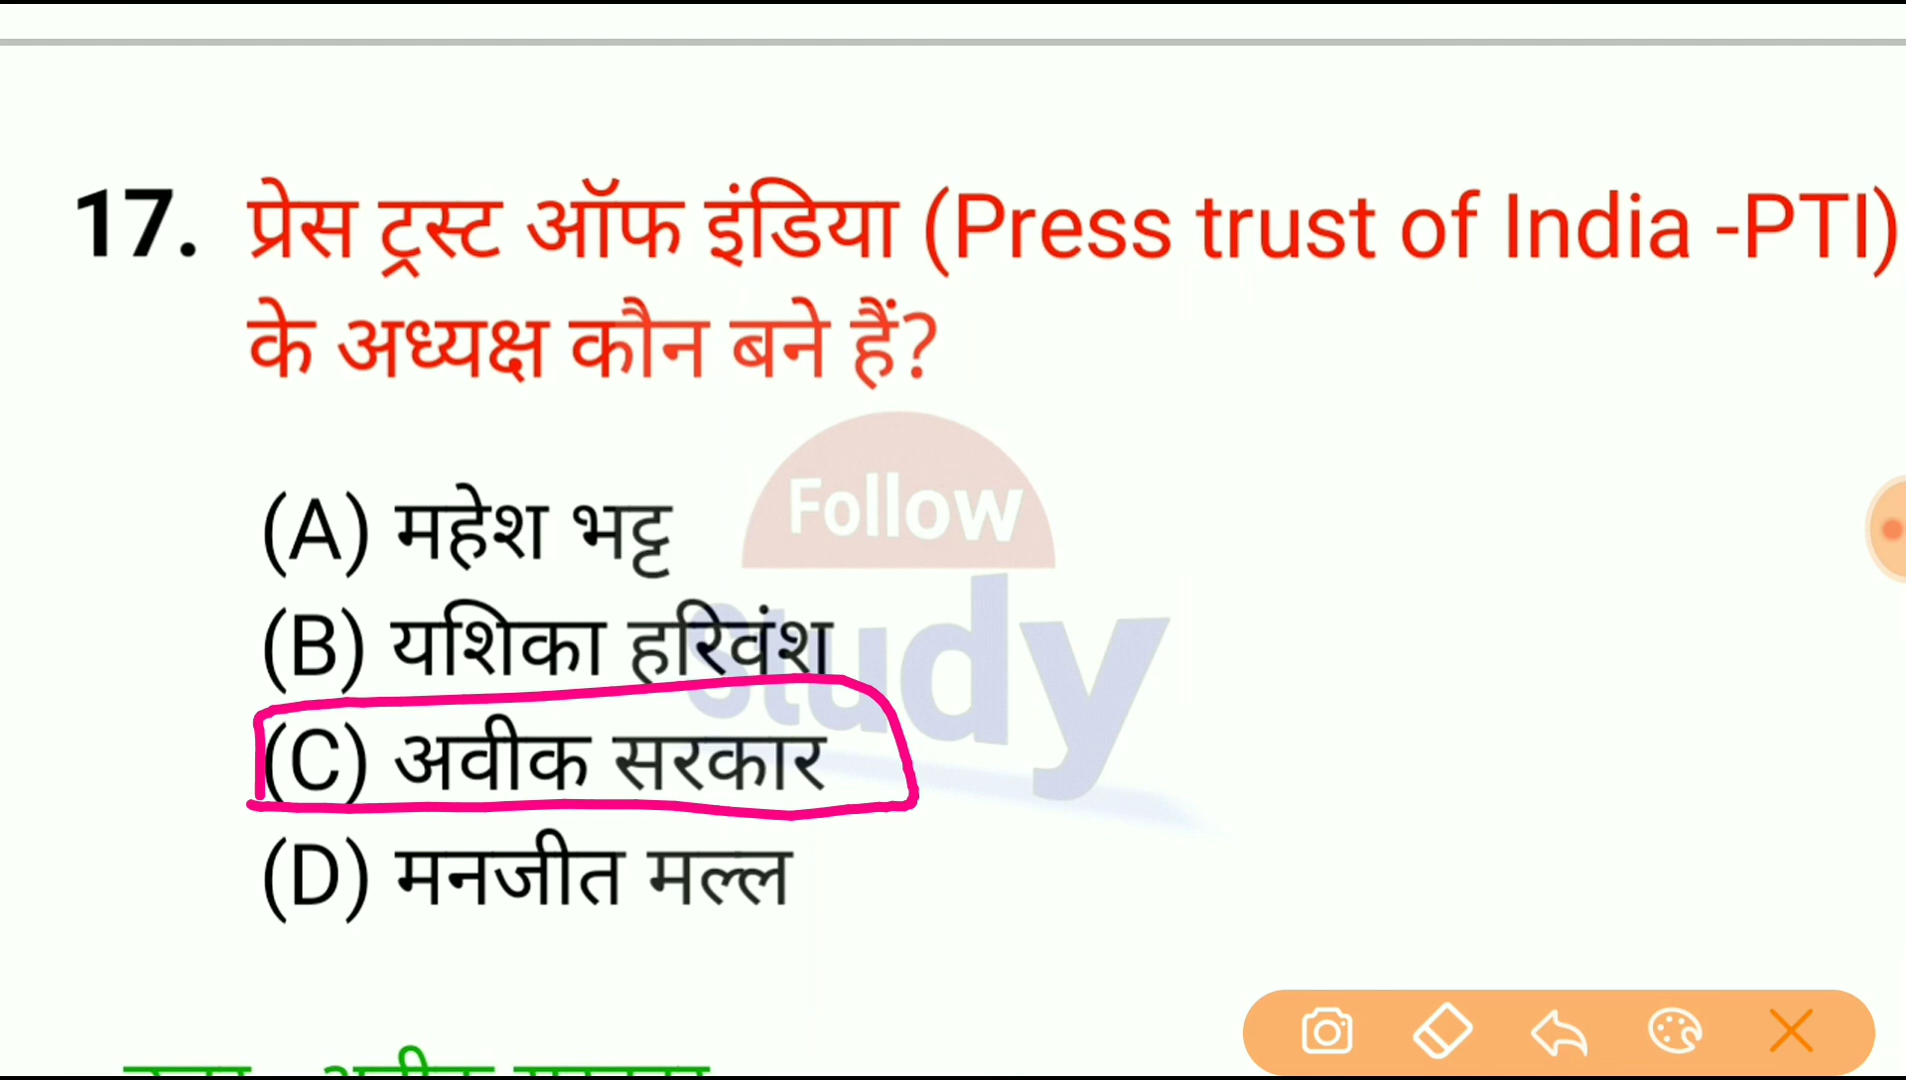 17. प्रेस ट्रस्ट ऑफ इंडिया (Press trust of India -PTI)
के अध्यक्ष कौन बने हैं?
Follow
Study
(A) महेश भट्ट
(B) यशिका हरिवंश
(C) अवीक सरकार
(D) मनजीत मल्ल